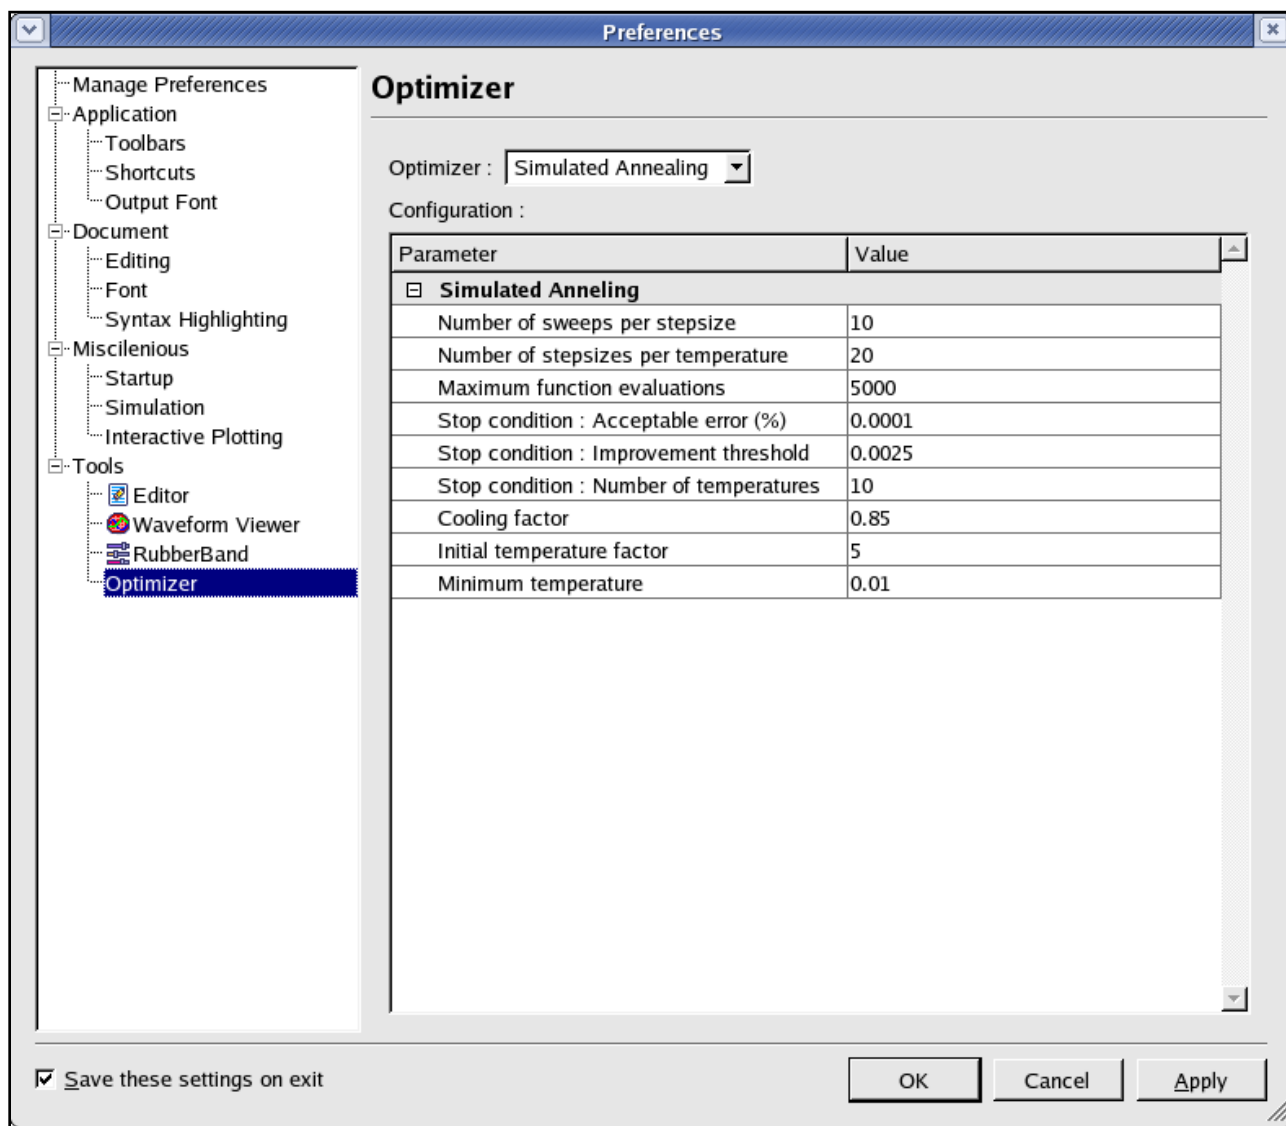 Preferences
Manage Preferences
Application
Toolbars
Shortcuts
Output Font
Document
Editing
Font
Syntax Highlighting
Miscilenious
Startup
Simulation
Interactive Plotting
Tools
Editor
Waveform Viewer
RubberBand
Optimizer
Optimizer
Optimizer : Simulated Annealing
Configuration :
Parameter Value
Simulated Anneling
Number of sweeps per stepsize 10
Number of stepsizes per temperature 20
Maximum function evaluations 5000
Stop condition : Acceptable error (%) 0.0001
Stop condition : Improvement threshold 0.0025
Stop condition : Number of temperatures 10
Cooling factor 0.85
Initial temperature factor 5
Minimum temperature 0.01
Save these settings on exit
OK Cancel Apply